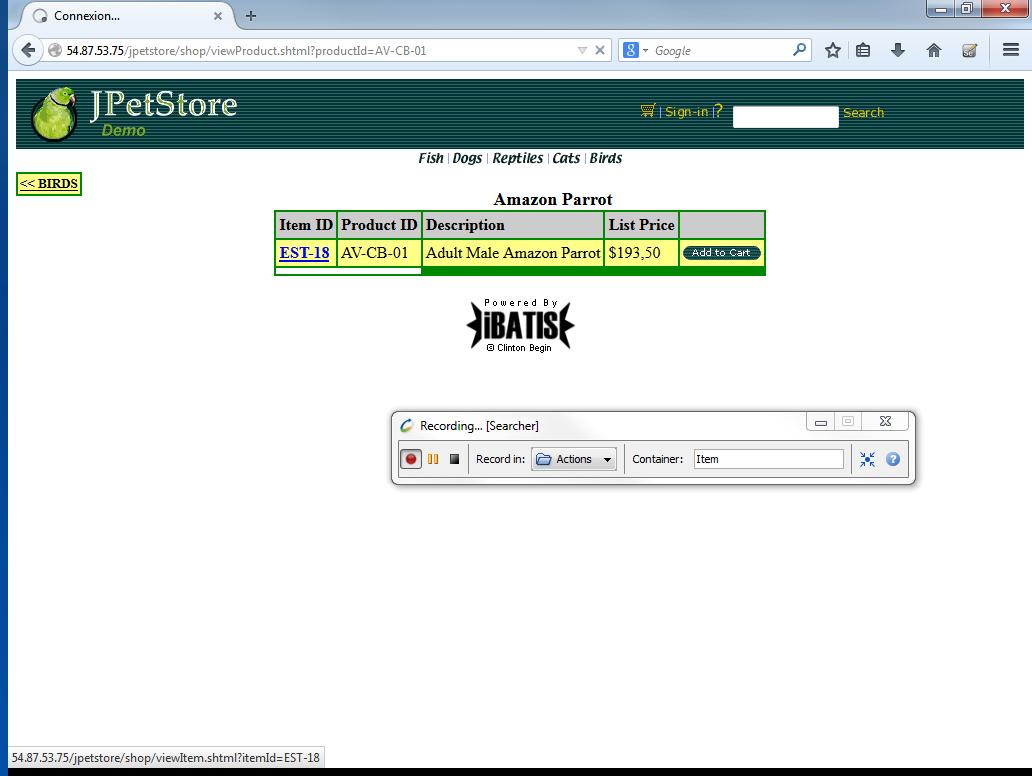 Connexion...
54.87.53.75/jpetstore/shop/viewProduct.shtml?productId=AV-CB-01
Google
JPetStore
Demo
| Sign-in |? Search
Fish | Dogs | Reptiles | Cats | Birds
<< BIRDS
Amazon Parrot
Item ID Product ID Description List Price
EST-18 AV-CB-01 Adult Male Amazon Parrot $193,50 Add to Cart
Powered By
iBATIS
© Clinton Begin
Recording... [Searcher]
Record in: Actions Container: Item
54.87.53.75/jpetstore/shop/viewItem.shtml?itemId=EST-18